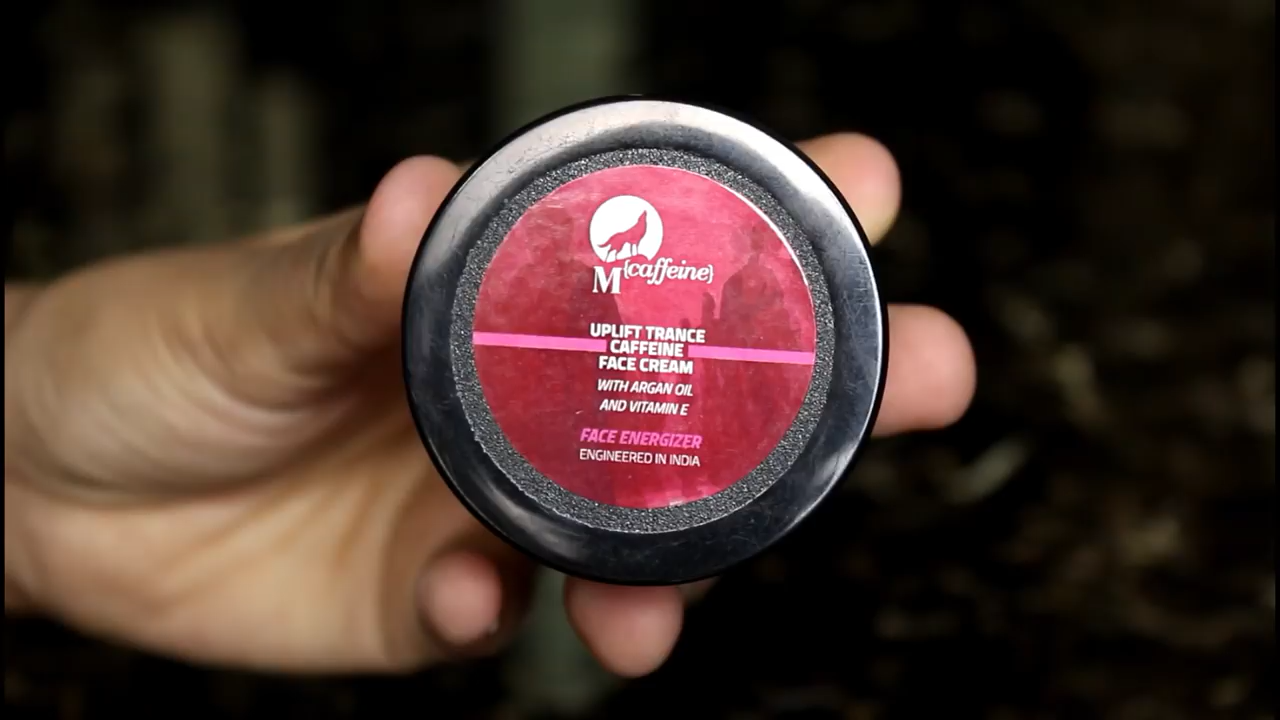 M{caffeine}
UPLIFT TRANCE
CAFFEINE
FACE CREAM
WITH ARGAN OIL
AND VITAMIN E
FACE ENERGIZER
ENGINEERED IN INDIA